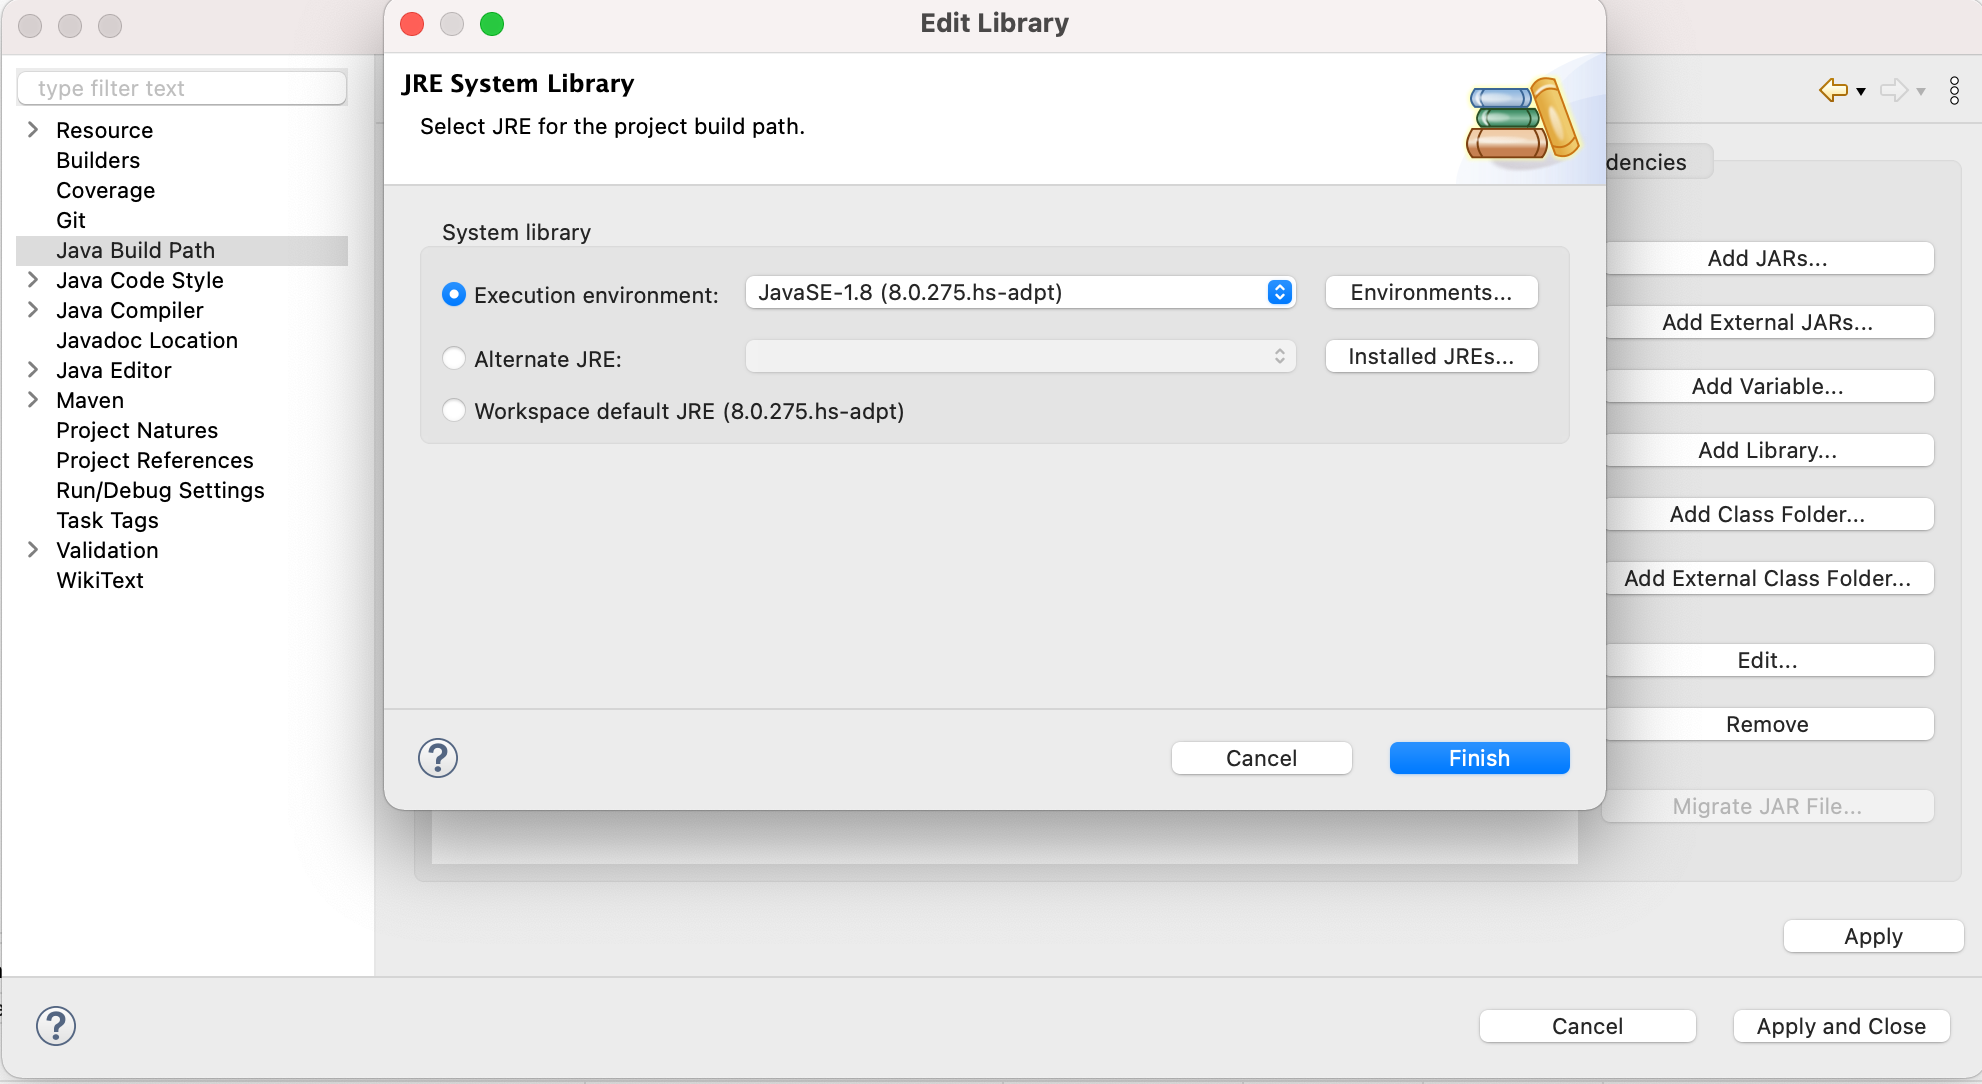 Edit Library
type filter text
Resource
Builders
Coverage
Git
Java Build Path
Java Code Style
Java Compiler
Javadoc Location
Java Editor
Maven
Project Natures
Project References
Run/Debug Settings
Task Tags
Validation
WikiText
JRE System Library
Select JRE for the project build path.
System library
Execution environment: JavaSE-1.8 (8.0.275.hs-adpt) Environments...
Alternate JRE: Installed JREs...
Workspace default JRE (8.0.275.hs-adpt)
Cancel Finish
dencies
Add JARs...
Add External JARs...
Add Variable...
Add Library...
Add Class Folder...
Add External Class Folder...
Edit...
Remove
Migrate JAR File...
Apply
Cancel Apply and Close